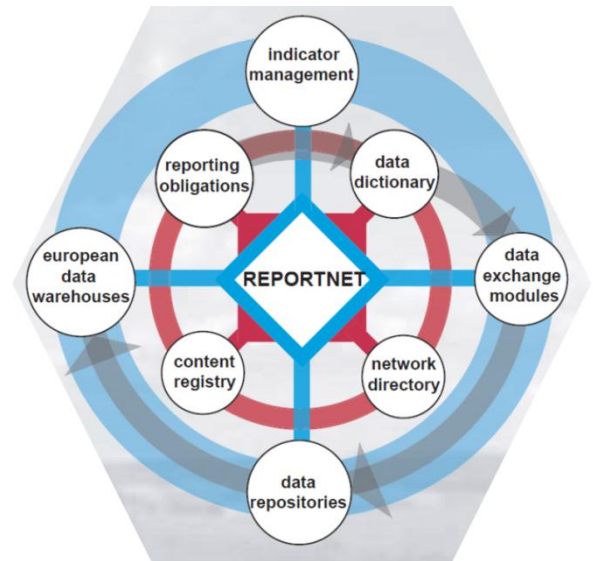 indicator
management
reporting
obligations
data
dictionary
european
data
warehouses
REPORTNET
data
exchange
modules
content
registry
network
directory
data
repositories